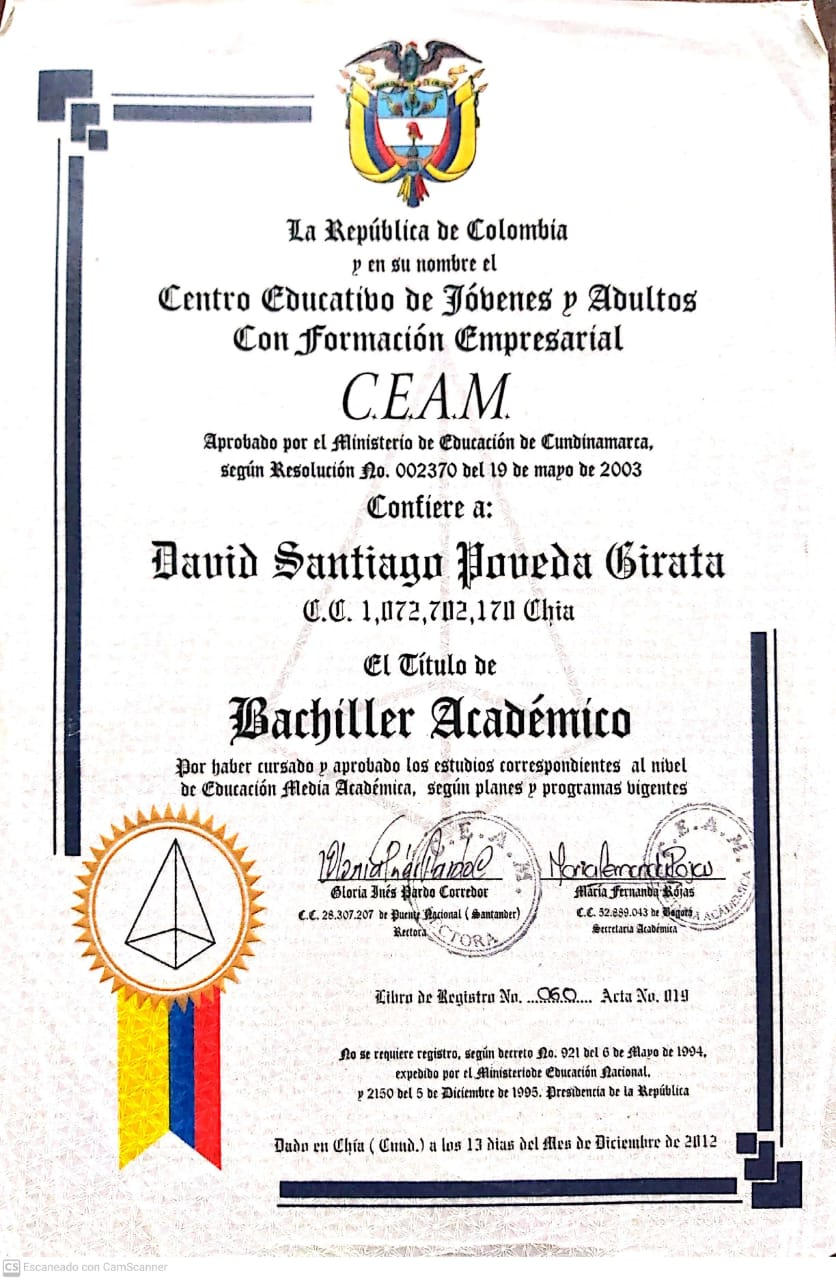 La República de Colombia
y en su nombre el
Centro Educativo de Jóvenes y Adultos
Con Formación Empresarial
C.E.A.M.
Aprobado por el Ministerio de Educación de Cundinamarca,
según Resolución No. 002370 del 19 de mayo de 2003
Confiere a:
David Santiago Poveda Girata
C.C. 1,072,702,170 Chia
El Título de
Bachiller Académico
Por haber cursado y aprobado los estudios correspondientes al nivel
de Educación Media Académica, según planes y programas vigentes
C.E.A.M.
C.E.A.M.
Gloria Inés Pardo Corredor
María Fernanda Rojas
C.C. 28.307.207 de Puente Nacional ( Santander)
C.C. 52.889.043 de Bogotá
Rectora
Secretaria Académica
RECTORA
ACADÉMICA
Libro de Registro No. ...060.... Acta No. 019
No se requiere registro, según decreto No. 921 del 6 de Mayo de 1994,
expedido por el Ministeriode Educación Nacional,
y 2150 del 5 de Diciembre de 1995. Presidencia de la República
Dado en Chía ( Cund.) a los 13 dias del Mes de Diciembre de 2012
CS Escaneado con CamScanner